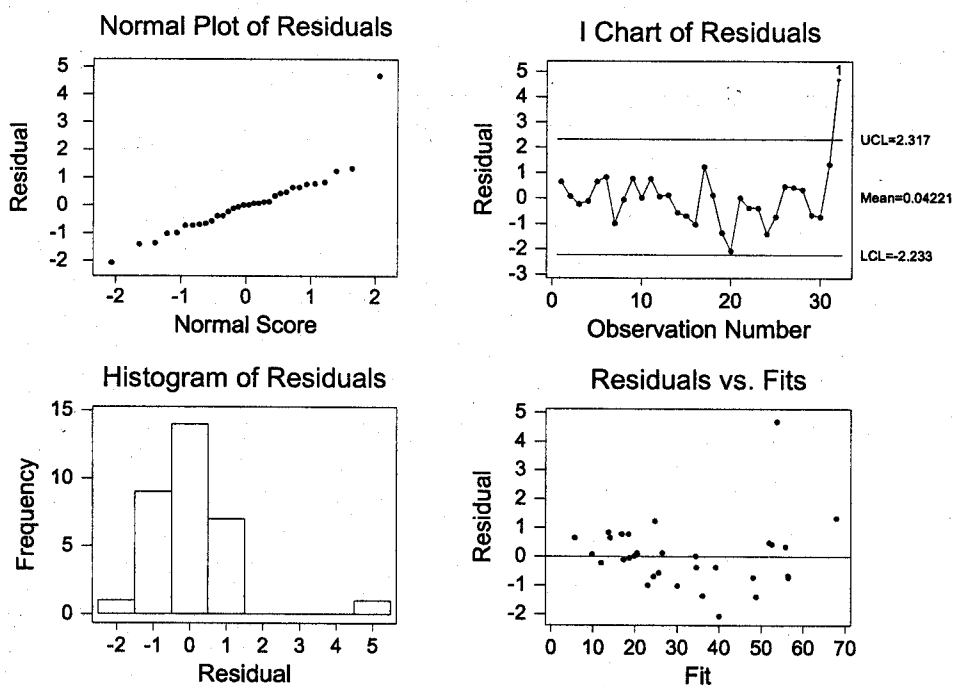 Normal Plot of Residuals
5
4
3
2
1
0
-1
-2
Residual
-2 -1 0 1 2
Normal Score
I Chart of Residuals
5
4
3
2
1
0
-1
-2
-3
Residual
1
UCL=2.317
Mean=0.04221
LCL=-2.233
0 10 20 30
Observation Number
Histogram of Residuals
15
10
5
0
Frequency
-2 -1 0 1 2 3 4 5
Residual
Residuals vs. Fits
5
4
3
2
1
0
-1
-2
Residual
0 10 20 30 40 50 60 70
Fit